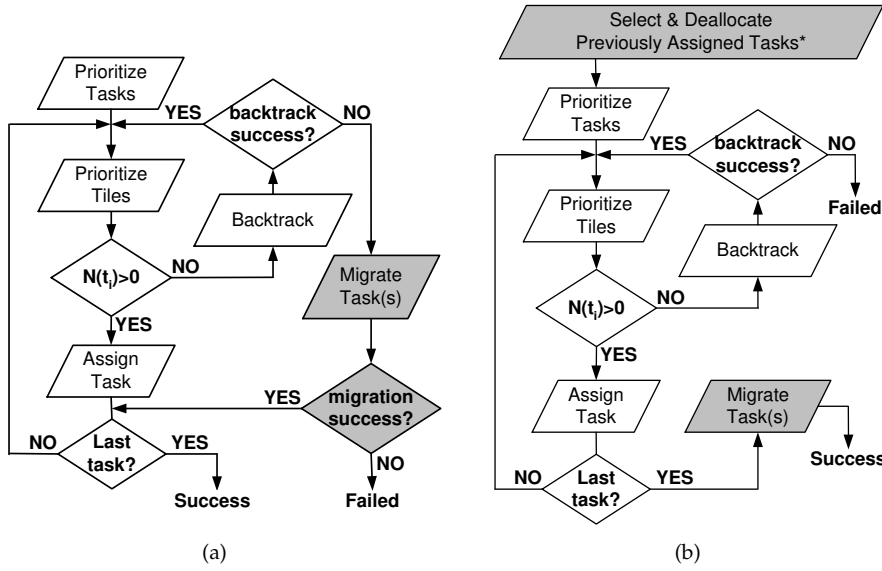 Prioritize
Tasks
YES
backtrack
success?
NO
Prioritize
Tiles
Backtrack
N(ti)>0
NO
Migrate
Task(s)
YES
Assign
Task
YES
migration
success?
NO
Last
task?
YES
NO
Success
Failed
(a)
Select & Deallocate
Previously Assigned Tasks*
Prioritize
Tasks
YES
backtrack
success?
NO
Failed
Prioritize
Tiles
Backtrack
N(ti)>0
NO
YES
Assign
Task
Migrate
Task(s)
Success
NO
Last
task?
YES
(b)